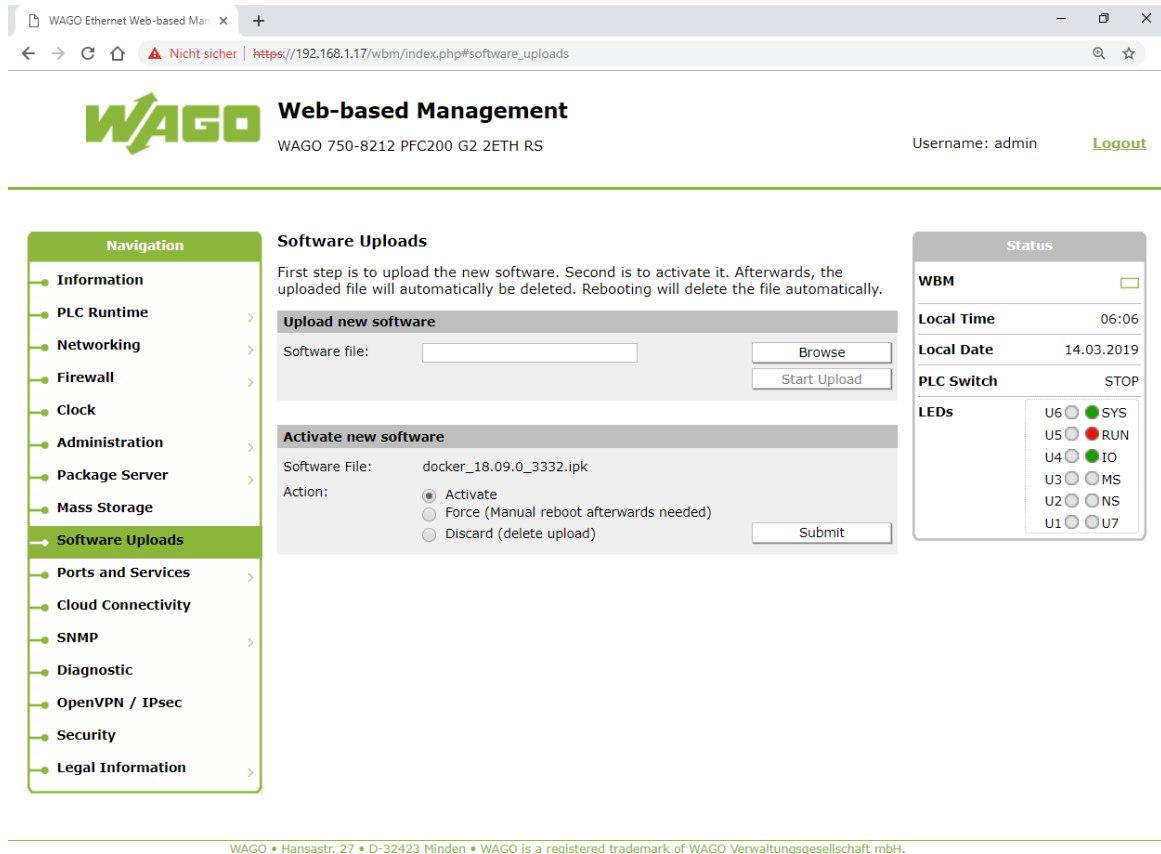 WAGO Ethernet Web-based Man
Nicht sicher | https://192.168.1.17/wbm/index.php#software_uploads
WAGO
Web-based Management
WAGO 750-8212 PFC200 G2 2ETH RS
Username: admin
Logout
Navigation
Information
PLC Runtime
Networking
Firewall
Clock
Administration
Package Server
Mass Storage
Software Uploads
Ports and Services
Cloud Connectivity
SNMP
Diagnostic
OpenVPN / IPsec
Security
Legal Information
Software Uploads
First step is to upload the new software. Second is to activate it. Afterwards, the
uploaded file will automatically be deleted. Rebooting will delete the file automatically.
Upload new software
Software file:
Browse
Start Upload
Activate new software
Software File: docker_18.09.0_3332.ipk
Action:
Activate
Force (Manual reboot afterwards needed)
Discard (delete upload)
Submit
Status
WBM
Local Time 06:06
Local Date 14.03.2019
PLC Switch STOP
LEDs
U6 SYS
U5 RUN
U4 IO
U3 MS
U2 NS
U1 U7
WAGO • Hansastr. 27 • D-32423 Minden • WAGO is a registered trademark of WAGO Verwaltungsgesellschaft mbH.